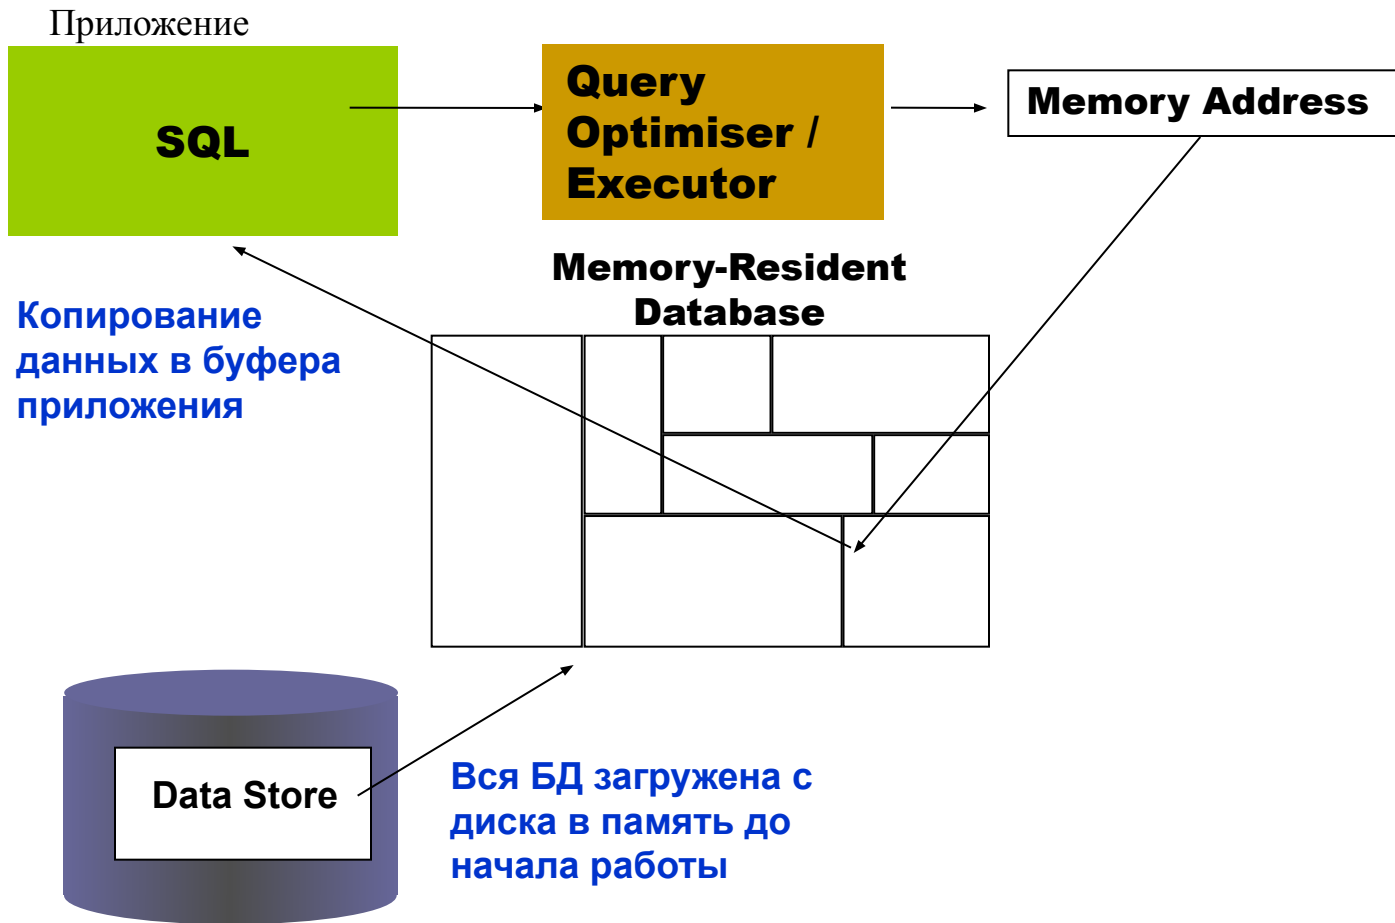 Приложение
SQL
Query
Optimiser /
Executor
Memory Address
Memory-Resident
Database
Копирование
данных в буфера
приложения
Data Store
Вся БД загружена с
диска в память до
начала работы